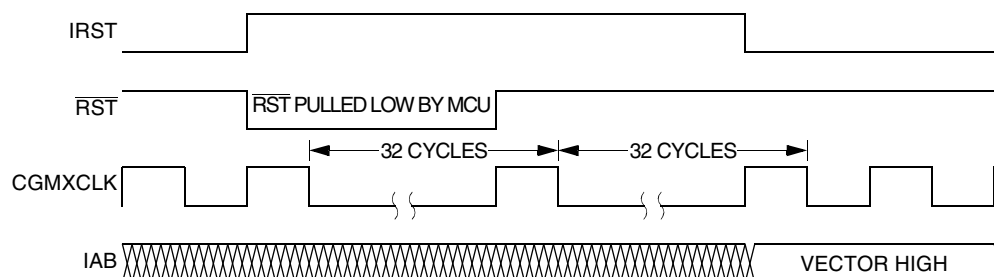 IRST
RST
RST PULLED LOW BY MCU
32 CYCLES
32 CYCLES
CGMXCLK
IAB
VECTOR HIGH